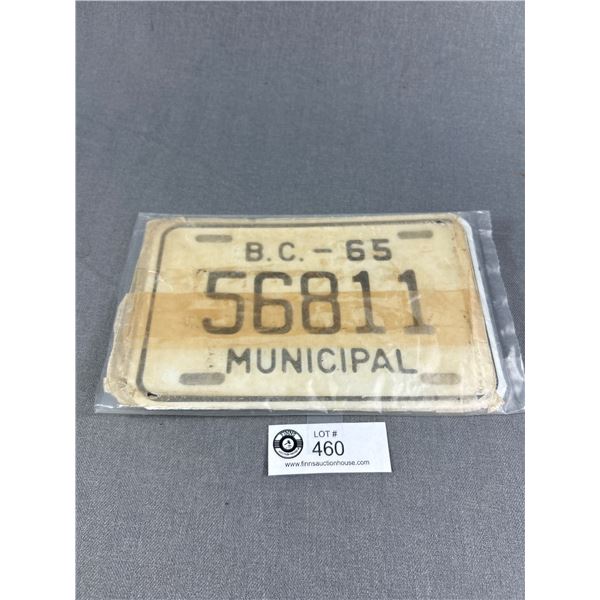 B.C. - 65
56811
MUNICIPAL
LOT #
460
www.finnsauctionhouse.com